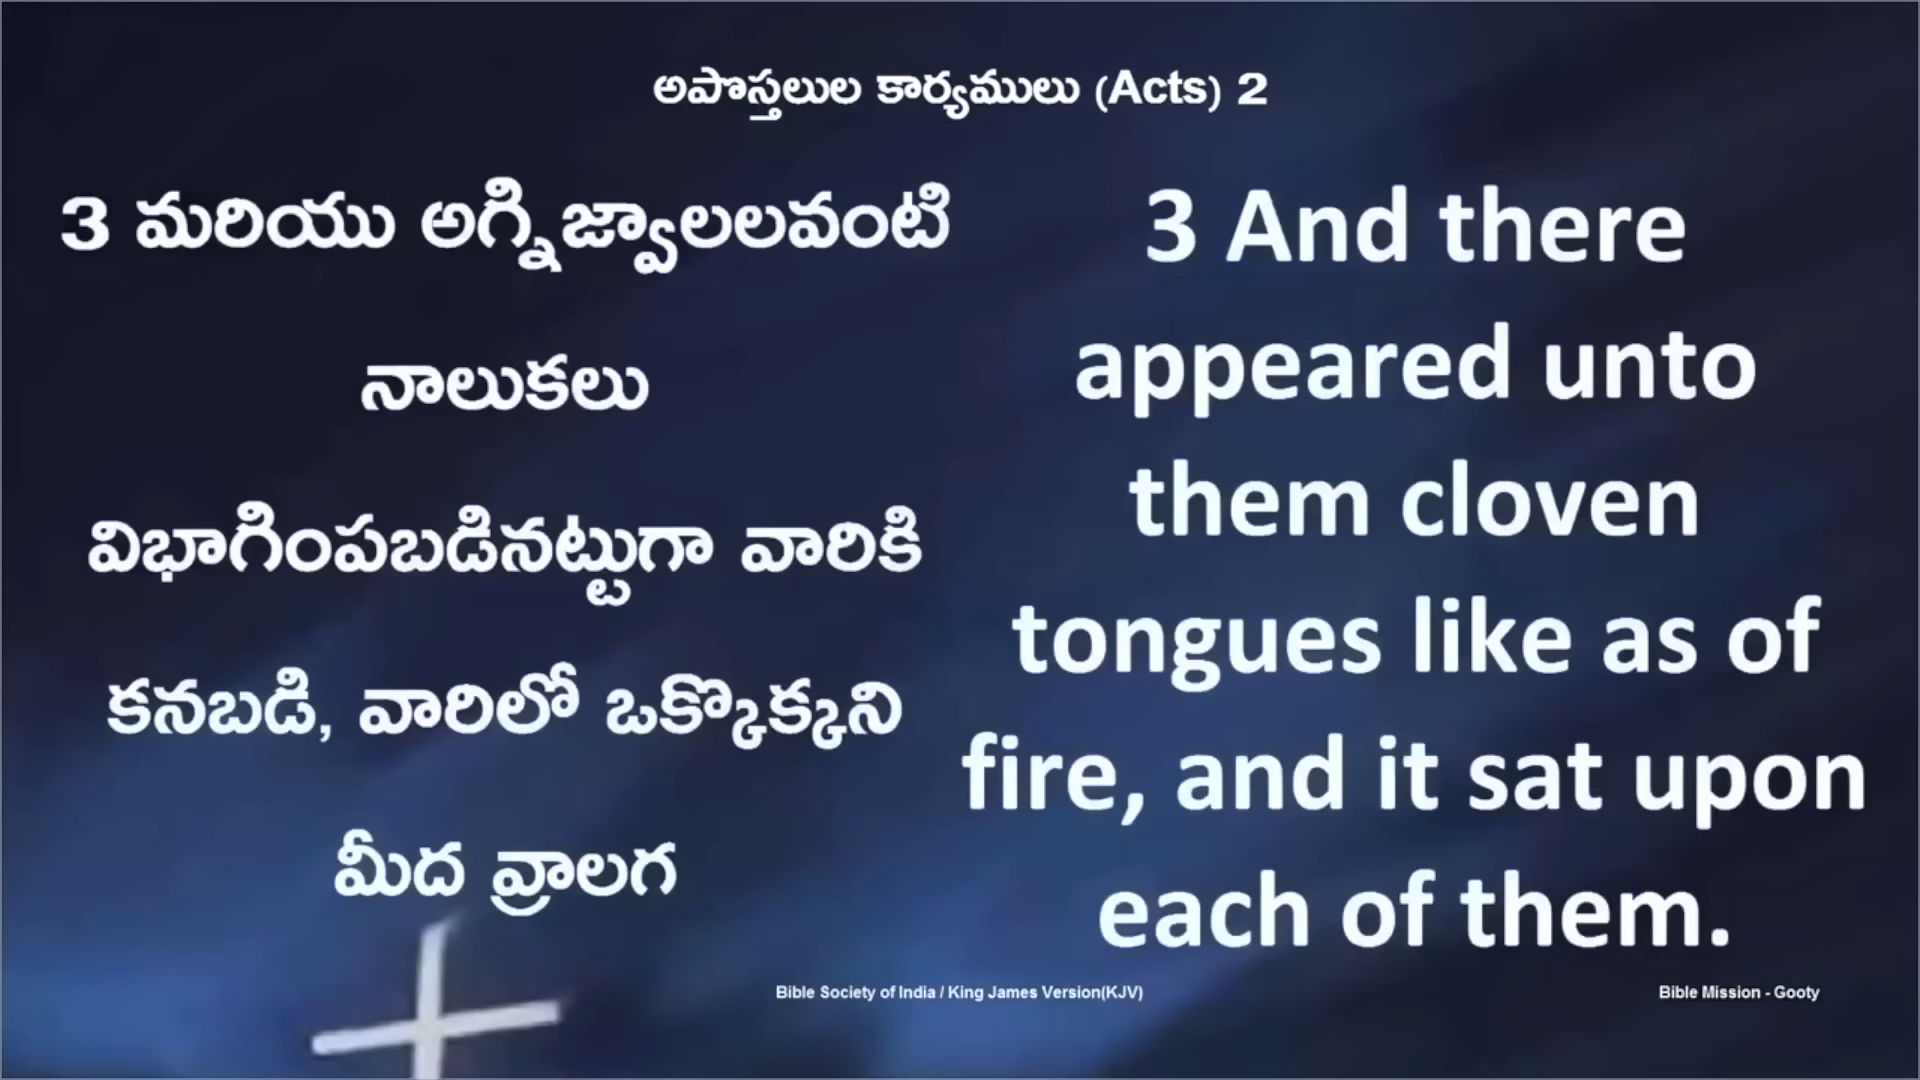 అపొస్తలుల కార్యములు (Acts) 2
3 మరియు అగ్నిజ్వాలలవంటి
నాలుకలు
విభాగింపబడినట్టుగా వారికి
కనబడి, వారిలో ఒక్కొక్కని
మీద వ్రాలగ
3 And there
appeared unto
them cloven
tongues like as of
fire, and it sat upon
each of them.
Bible Society of India / King James Version(KJV)
Bible Mission - Gooty